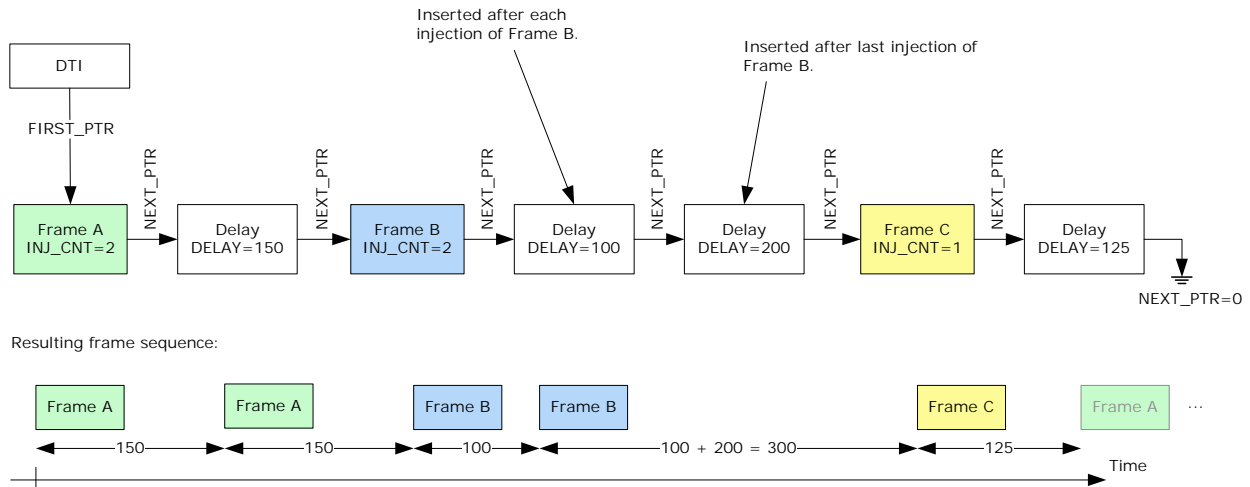 Inserted after each
injection of Frame B.
Inserted after last injection of
Frame B.
DTI
FIRST_PTR
NEXT_PTR
NEXT_PTR
NEXT_PTR
NEXT_PTR
NEXT_PTR
NEXT_PTR
Frame A
INJ_CNT=2
Delay
DELAY=150
Frame B
INJ_CNT=2
Delay
DELAY=100
Delay
DELAY=200
Frame C
INJ_CNT=1
Delay
DELAY=125
NEXT_PTR=0
Resulting frame sequence:
Frame A
Frame A
Frame B
Frame B
Frame C
Frame A
...
150
150
100
100 + 200 = 300
125
Time